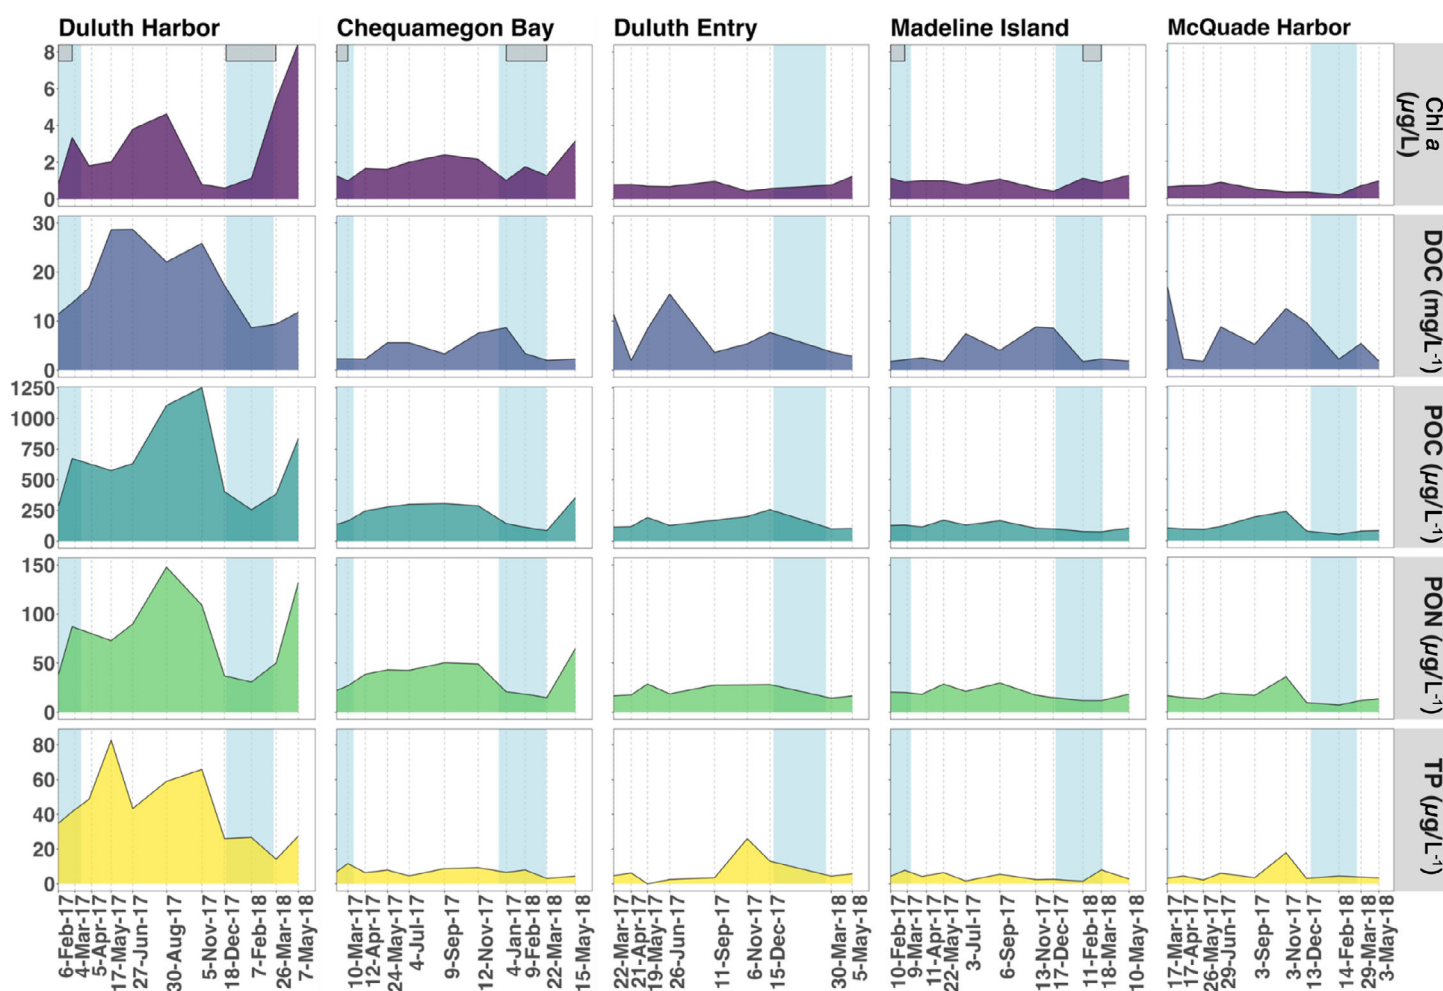 Duluth Harbor
Chequamegon Bay
Duluth Entry
Madeline Island
McQuade Harbor
8
6
4
2
0
Chl a
(µg/L)
30
20
10
0
DOC (mg/L-1)
1250
1000
750
500
250
0
POC (µg/L-1)
150
100
50
0
PON (µg/L-1)
80
60
40
20
0
TP (µg/L-1)
6-Feb-17
4-Mar-17
5-Apr-17
17-May-17
27-Jun-17
30-Aug-17
5-Nov-17
18-Dec-17
7-Feb-18
26-Mar-18
7-May-18
10-Mar-17
12-Apr-17
24-May-17
4-Jul-17
9-Sep-17
12-Nov-17
4-Jan-17
9-Feb-18
22-Mar-18
15-May-18
22-Mar-17
21-Apr-17
19-May-17
26-Jun-17
11-Sep-17
6-Nov-17
15-Dec-17
30-Mar-18
5-May-18
10-Feb-17
9-Mar-17
11-Apr-17
22-May-17
3-Jul-17
6-Sep-17
13-Nov-17
17-Dec-17
11-Feb-18
18-Mar-18
10-May-18
17-Mar-17
17-Apr-17
26-May-17
29-Jun-17
3-Sep-17
3-Nov-17
13-Dec-17
14-Feb-18
29-Mar-18
3-May-18